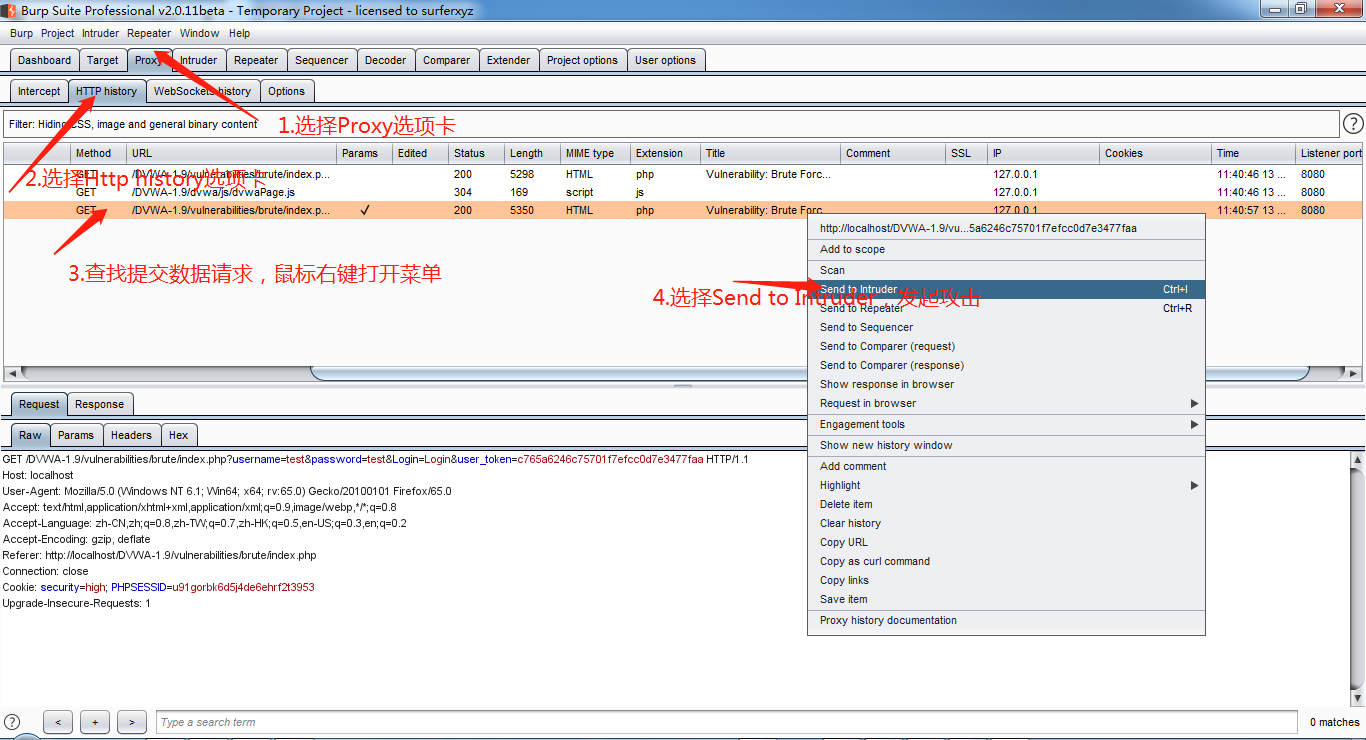 Burp Suite Professional v2.0.11beta - Temporary Project - licensed to surferxyz
Burp Project Intruder Repeater Window Help
Dashboard Target Proxy Intruder Repeater Sequencer Decoder Comparer Extender Project options User options
Intercept HTTP history WebSockets history Options
Filter: Hiding CSS, image and general binary content
1.选择Proxy选项卡
Method URL Params Edited Status Length MIME type Extension Title Comment SSL IP Cookies Time Listener port
GET /DVWA-1.9/vulnerabilities/brute/index.p... 200 5298 HTML php Vulnerability: Brute Forc... 127.0.0.1 11:40:46 13 ... 8080
2.选择Http history选项卡
GET /DVWA-1.9/dvwa/js/dvwaPage.js 304 169 script js 127.0.0.1 11:40:46 13 ... 8080
GET /DVWA-1.9/vulnerabilities/brute/index.p... ✓ 200 5350 HTML php Vulnerability: Brute Forc 127.0.0.1 11:40:57 13 ... 8080
3.查找提交数据请求，鼠标右键打开菜单
http://localhost/DVWA-1.9/vu...5a6246c75701f7efcc0d7e3477faa
Add to scope
Scan
Send to Intruder Ctrl+I
4.选择Send to Intruder，发起攻击
Send to Repeater Ctrl+R
Send to Sequencer
Send to Comparer (request)
Send to Comparer (response)
Show response in browser
Request in browser
Engagement tools
Show new history window
Add comment
Highlight
Delete item
Clear history
Copy URL
Copy as curl command
Copy links
Save item
Proxy history documentation
Request Response
Raw Params Headers Hex
GET /DVWA-1.9/vulnerabilities/brute/index.php?username=test&password=test&Login=Login&user_token=c765a6246c75701f7efcc0d7e3477faa HTTP/1.1
Host: localhost
User-Agent: Mozilla/5.0 (Windows NT 6.1; Win64; x64; rv:65.0) Gecko/20100101 Firefox/65.0
Accept: text/html,application/xhtml+xml,application/xml;q=0.9,image/webp,*/*;q=0.8
Accept-Language: zh-CN,zh;q=0.8,zh-TW;q=0.7,zh-HK;q=0.5,en-US;q=0.3,en;q=0.2
Accept-Encoding: gzip, deflate
Referer: http://localhost/DVWA-1.9/vulnerabilities/brute/index.php
Connection: close
Cookie: security=high; PHPSESSID=u91gorbk6d5j4de6ehrf2t3953
Upgrade-Insecure-Requests: 1
? < + > Type a search term 0 matches